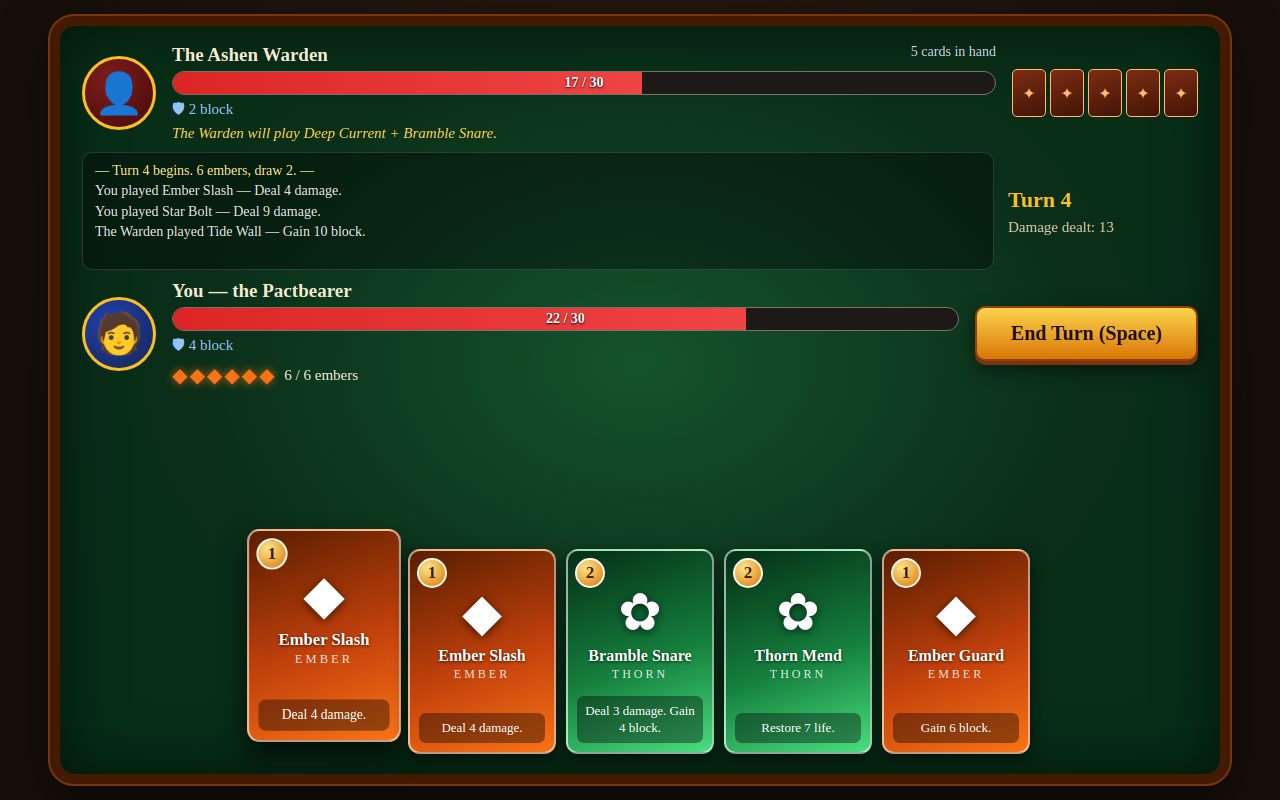 The Ashen Warden
5 cards in hand
17 / 30
2 block
The Warden will play Deep Current + Bramble Snare.
— Turn 4 begins. 6 embers, draw 2. —
You played Ember Slash — Deal 4 damage.
You played Star Bolt — Deal 9 damage.
The Warden played Tide Wall — Gain 10 block.
Turn 4
Damage dealt: 13
You — the Pactbearer
22 / 30
4 block
6 / 6 embers
End Turn (Space)
1
Ember Slash
EMBER
Deal 4 damage.
1
Ember Slash
EMBER
Deal 4 damage.
2
Bramble Snare
THORN
Deal 3 damage. Gain
4 block.
2
Thorn Mend
THORN
Restore 7 life.
1
Ember Guard
EMBER
Gain 6 block.